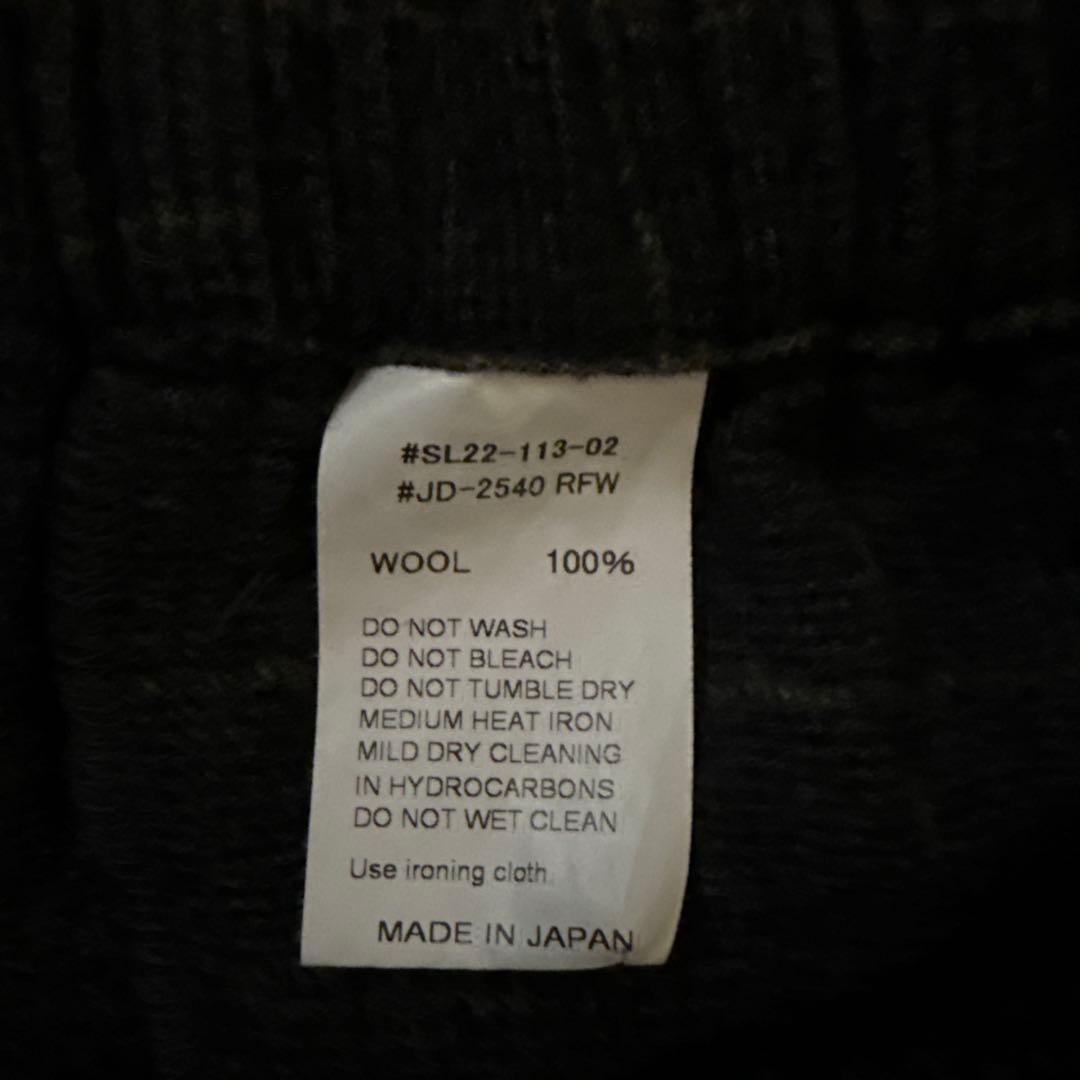 #SL22-113-02
#JD-2540 RFW
WOOL 100%
DO NOT WASH
DO NOT BLEACH
DO NOT TUMBLE DRY
MEDIUM HEAT IRON
MILD DRY CLEANING
IN HYDROCARBONS
DO NOT WET CLEAN
Use ironing cloth
MADE IN JAPAN